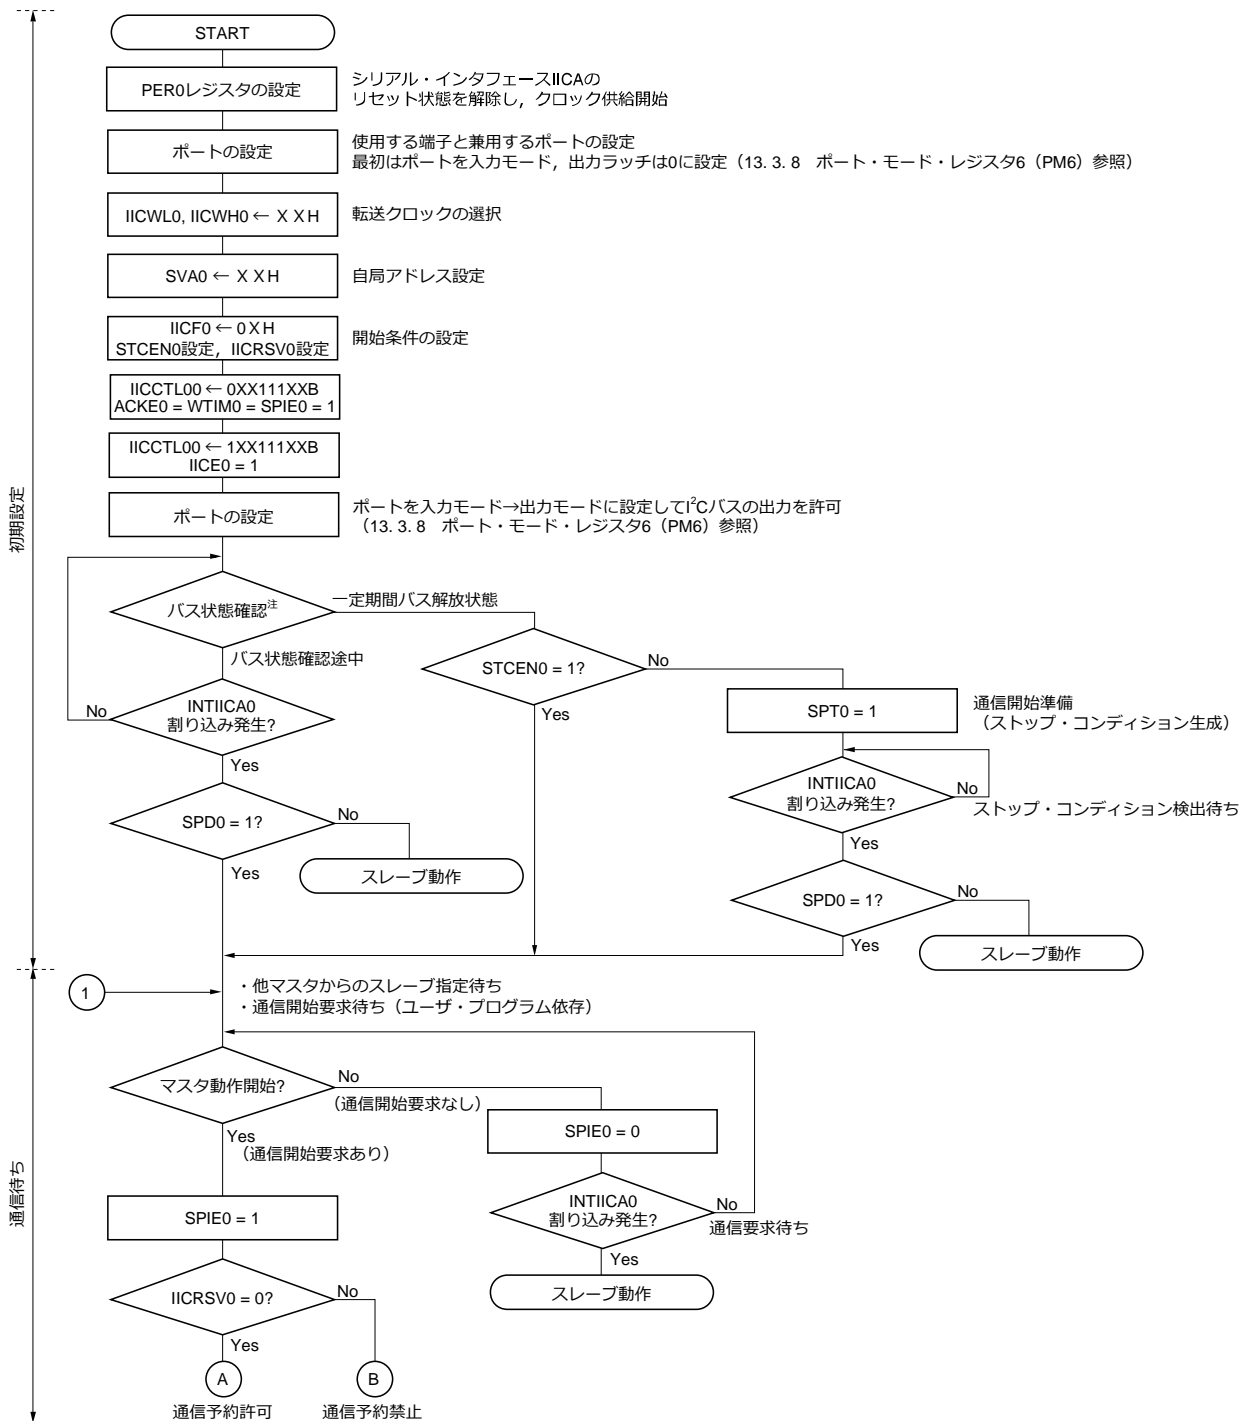 START
PER0レジスタの設定
シリアル・インタフェースIICAの
リセット状態を解除し，クロック供給開始
ポートの設定
使用する端子と兼用するポートの設定
最初はポートを入力モード，出力ラッチは0に設定（13. 3. 8　ポート・モード・レジスタ6（PM6）参照）
IICWL0, IICWH0 ← X X H
転送クロックの選択
SVA0 ← X X H
自局アドレス設定
IICF0 ← 0 X H
STCEN0設定，IICRSV0設定
開始条件の設定
IICCTL00 ← 0XX111XXB
ACKE0 = WTIM0 = SPIE0 = 1
IICCTL00 ← 1XX111XXB
IICE0 = 1
初期設定
ポートの設定
ポートを入力モード→出力モードに設定してI²Cバスの出力を許可
（13. 3. 8　ポート・モード・レジスタ6（PM6）参照）
バス状態確認注
一定期間バス解放状態
バス状態確認途中
STCEN0 = 1?
No
Yes
INTIICA0
割り込み発生?
No
Yes
SPT0 = 1
通信開始準備
（ストップ・コンディション生成）
INTIICA0
割り込み発生?
No
ストップ・コンディション検出待ち
Yes
SPD0 = 1?
No
Yes
スレーブ動作
SPD0 = 1?
No
Yes
スレーブ動作
1
・他マスタからのスレーブ指定待ち
・通信開始要求待ち（ユーザ・プログラム依存）
マスタ動作開始?
No
（通信開始要求なし）
Yes
（通信開始要求あり）
SPIE0 = 0
通信待ち
SPIE0 = 1
INTIICA0
割り込み発生?
No
通信要求待ち
Yes
スレーブ動作
IICRSV0 = 0?
No
Yes
A
B
通信予約許可
通信予約禁止